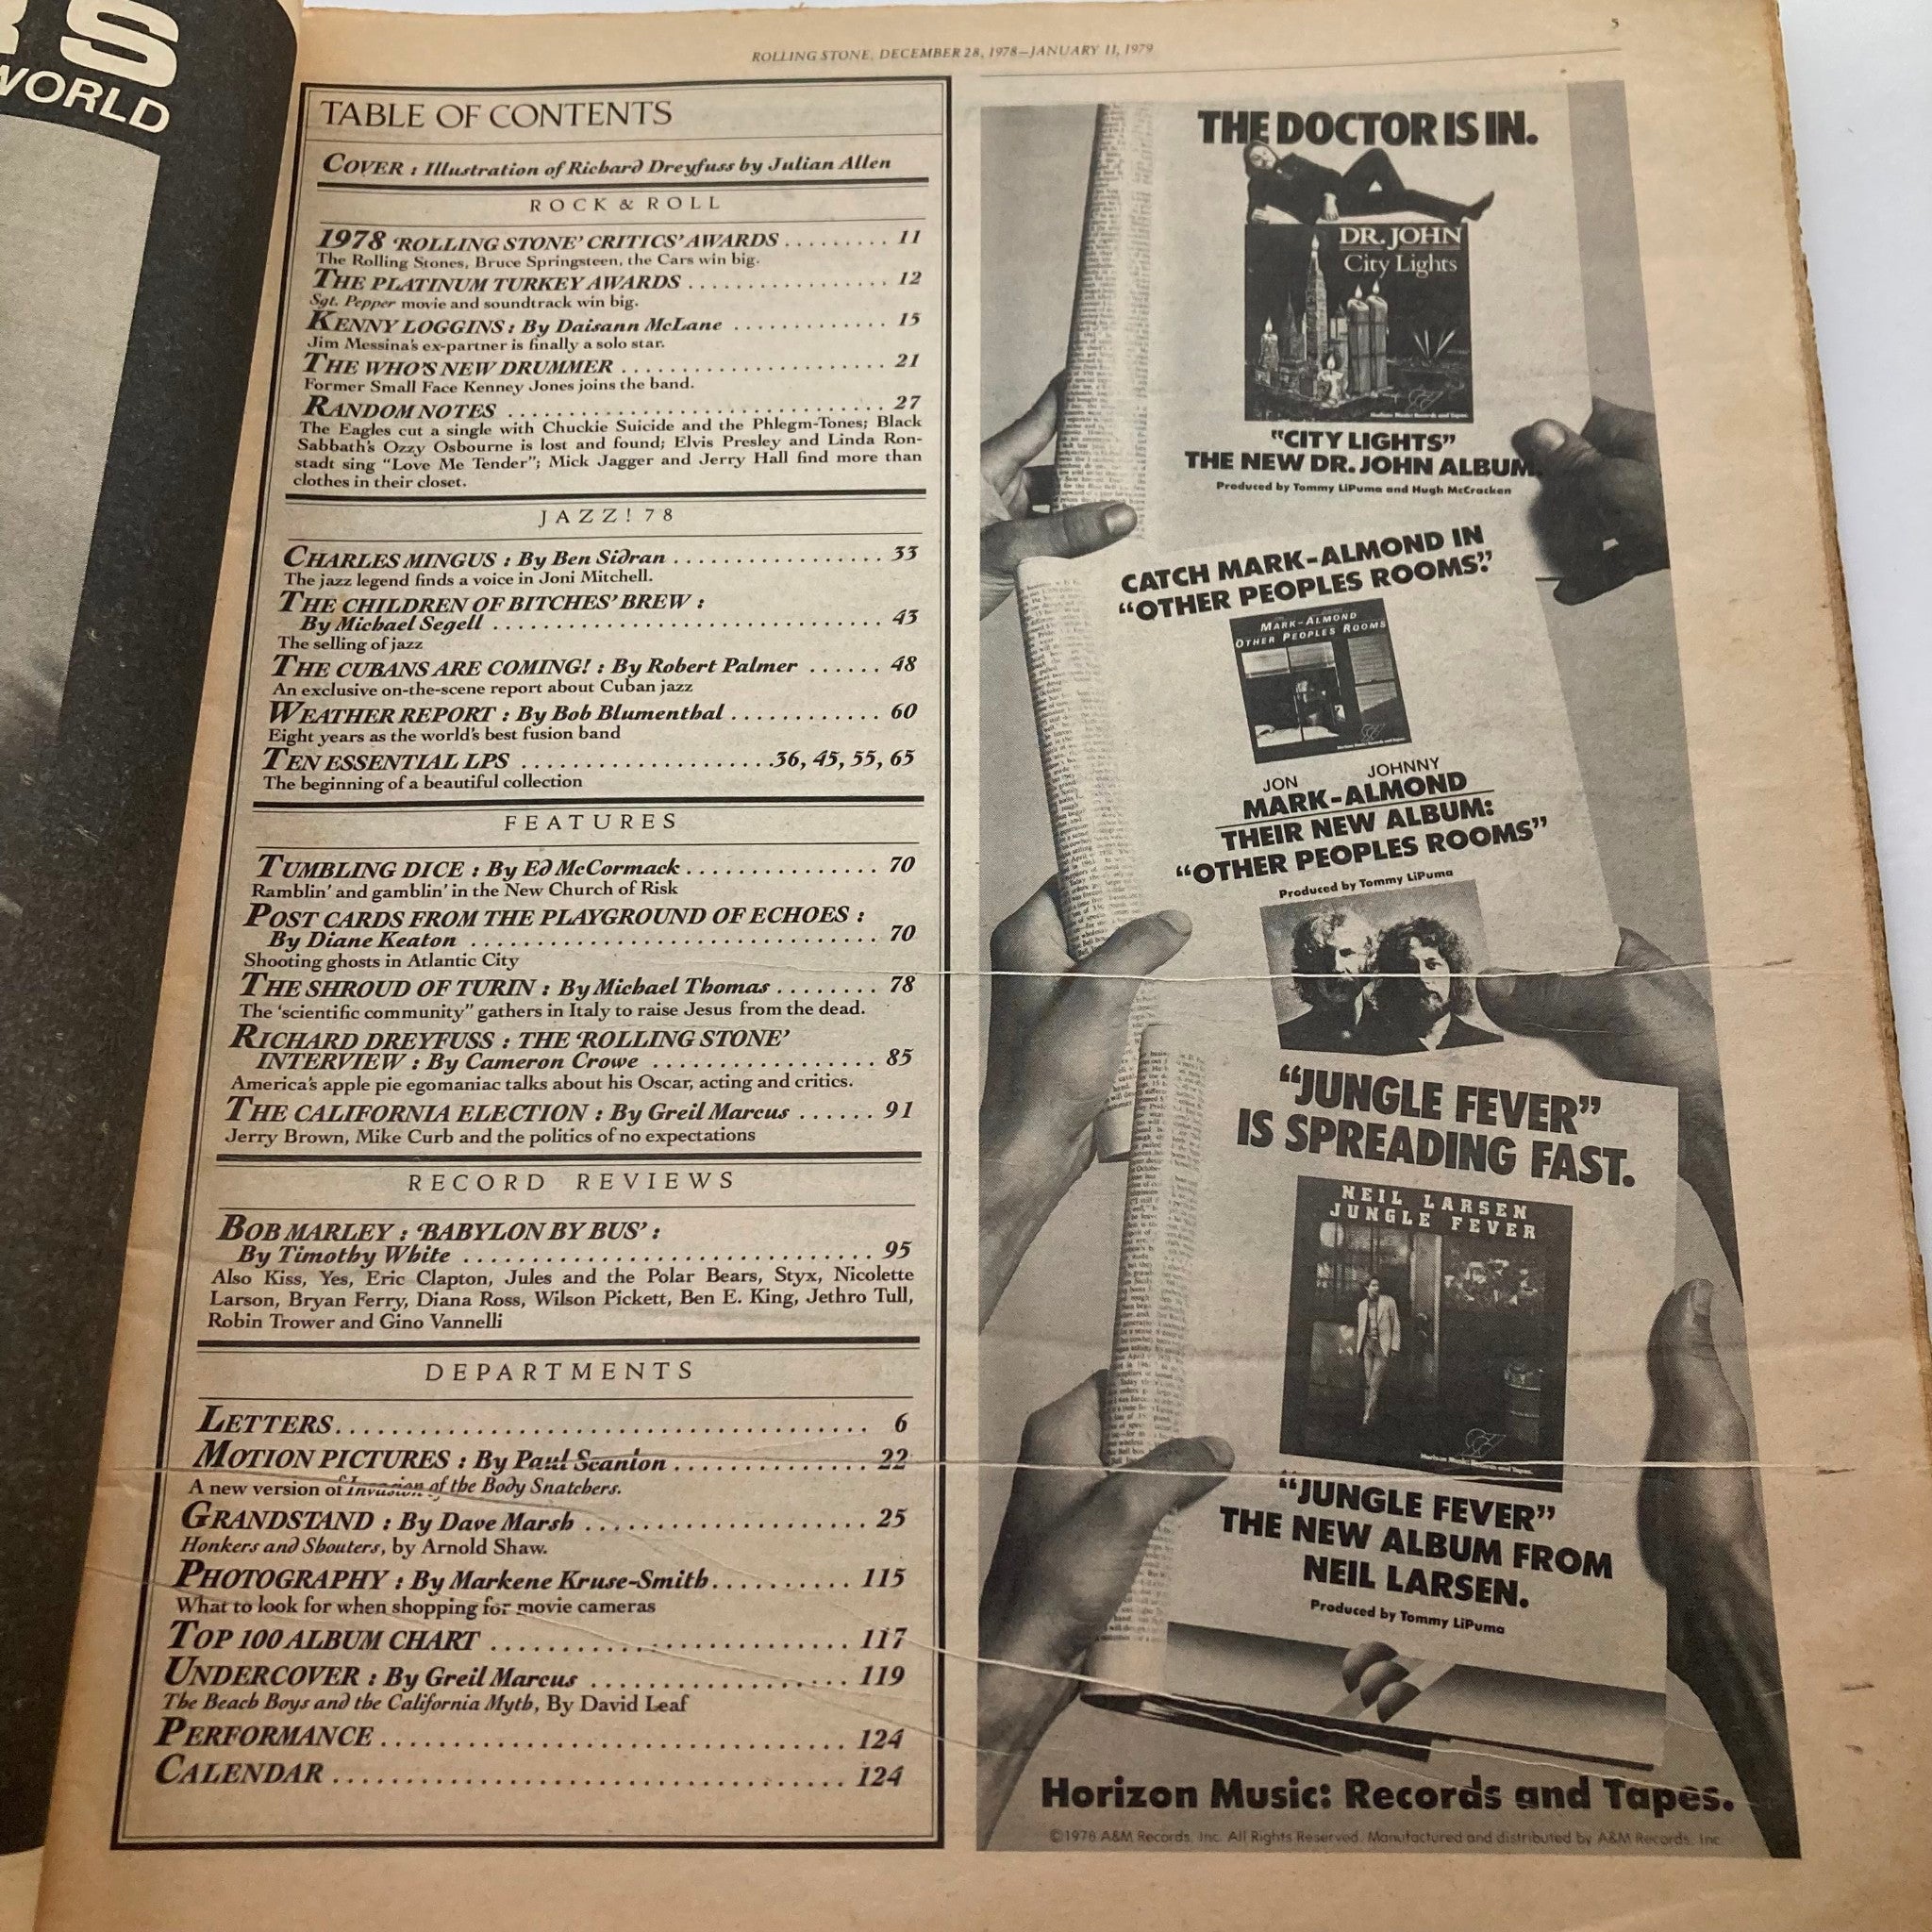 RS
WORLD
5
ROLLING STONE, DECEMBER 28, 1978–JANUARY 11, 1979
TABLE OF CONTENTS
COVER : Illustration of Richard Dreyfuss by Julian Allen
ROCK & ROLL
1978 ‘ROLLING STONE’ CRITICS’ AWARDS ......... 11
The Rolling Stones, Bruce Springsteen, the Cars win big.
THE PLATINUM TURKEY AWARDS ................. 12
Sgt. Pepper movie and soundtrack win big.
KENNY LOGGINS : By Daisann McLane ............. 15
Jim Messina's ex-partner is finally a solo star.
THE WHO'S NEW DRUMMER ...................... 21
Former Small Face Kenney Jones joins the band.
RANDOM NOTES ................................ 27
The Eagles cut a single with Chuckie Suicide and the Phlegm-Tones; Black
Sabbath's Ozzy Osbourne is lost and found; Elvis Presley and Linda Ron-
stadt sing “Love Me Tender”; Mick Jagger and Jerry Hall find more than
clothes in their closet.
JAZZ! 78
CHARLES MINGUS : By Ben Sidran .................. 33
The jazz legend finds a voice in Joni Mitchell.
THE CHILDREN OF BITCHES’ BREW :
By Michael Segell ................................ 43
The selling of jazz
THE CUBANS ARE COMING! : By Robert Palmer ...... 48
An exclusive on-the-scene report about Cuban jazz
WEATHER REPORT : By Bob Blumenthal ............ 60
Eight years as the world's best fusion band
TEN ESSENTIAL LPS ....................36, 45, 55, 65
The beginning of a beautiful collection
FEATURES
TUMBLING DICE : By Ed McCormack ............... 70
Ramblin’ and gamblin’ in the New Church of Risk
POST CARDS FROM THE PLAYGROUND OF ECHOES :
By Diane Keaton ................................ 70
Shooting ghosts in Atlantic City
THE SHROUD OF TURIN : By Michael Thomas ........ 78
The ‘scientific community” gathers in Italy to raise Jesus from the dead.
RICHARD DREYFUSS : THE ‘ROLLING STONE’
INTERVIEW : By Cameron Crowe ................. 85
America's apple pie egomaniac talks about his Oscar, acting and critics.
THE CALIFORNIA ELECTION : By Greil Marcus ...... 91
Jerry Brown, Mike Curb and the politics of no expectations
RECORD REVIEWS
BOB MARLEY : ‘BABYLON BY BUS’ :
By Timothy White ................................ 95
Also Kiss, Yes, Eric Clapton, Jules and the Polar Bears, Styx, Nicolette
Larson, Bryan Ferry, Diana Ross, Wilson Pickett, Ben E. King, Jethro Tull,
Robin Trower and Gino Vannelli
DEPARTMENTS
LETTERS...................................... 6
MOTION PICTURES : By Paul Scanlon ............... 22
A new version of Invasion of the Body Snatchers.
GRANDSTAND : By Dave Marsh .................... 25
Honkers and Shouters, by Arnold Shaw.
PHOTOGRAPHY : By Markene Kruse-Smith.......... 115
What to look for when shopping for movie cameras
TOP 100 ALBUM CHART ......................... 117
UNDERCOVER : By Greil Marcus .................. 119
The Beach Boys and the California Myth, By David Leaf
PERFORMANCE ................................ 124
CALENDAR ................................... 124
THE DOCTOR IS IN.
DR. JOHN
City Lights
Horizon Music Records and Tapes.
"CITY LIGHTS”
THE NEW DR. JOHN ALBUM.
Produced by Tommy LiPuma and Hugh McCracken
CATCH MARK-ALMOND IN
“OTHER PEOPLES ROOMS.”
MARK-ALMOND
OTHER PEOPLES ROOMS
JON JOHNNY
MARK-ALMOND
THEIR NEW ALBUM:
“OTHER PEOPLES ROOMS”
Produced by Tommy LiPuma
“JUNGLE FEVER”
IS SPREADING FAST.
NEIL LARSEN
JUNGLE FEVER
Horizon Music Records and Tapes.
“JUNGLE FEVER”
THE NEW ALBUM FROM
NEIL LARSEN.
Produced by Tommy LiPuma
Horizon Music: Records and Tapes.
©1978 A&M Records, Inc. All Rights Reserved. Manufactured and distributed by A&M Records, Inc.